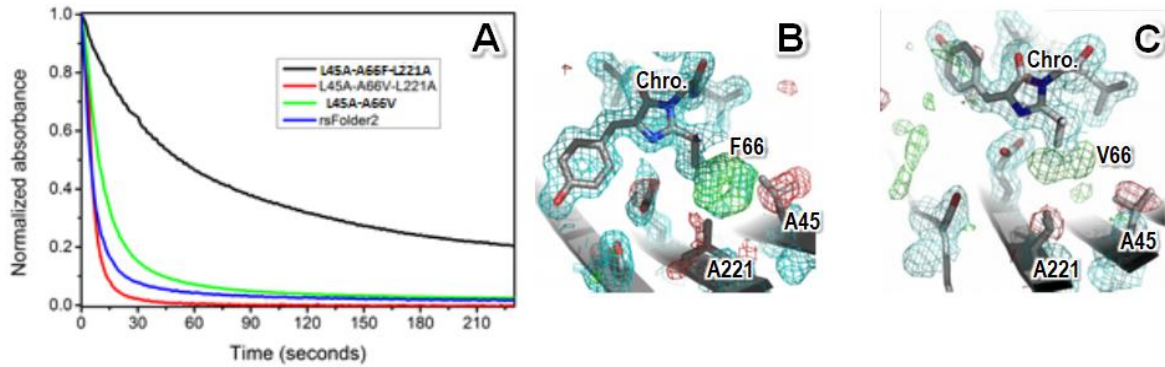 A
B
C
Normalized absorbance
1.0
0.8
0.6
0.4
0.2
0.0
L45A-A66F-L221A
L45A-A66V-L221A
L45A-A66V
rsFolder2
0 30 60 90 120 150 180 210
Time (seconds)
Chro.
F66
A45
A221
Chro.
V66
A45
A221